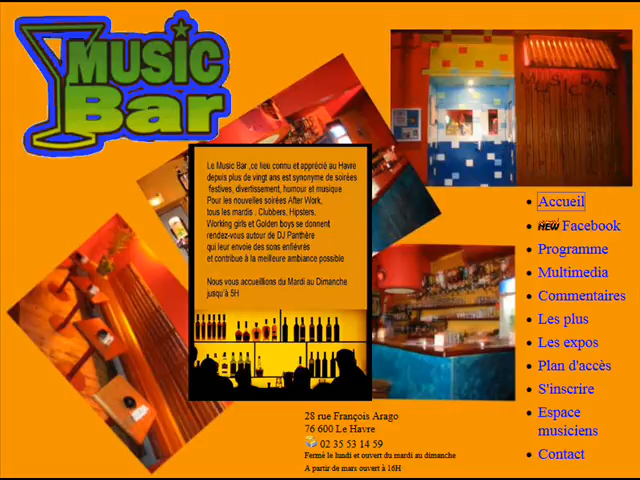 MUSIC
Bar
MUSIC BAR
Le Music Bar ,ce lieu connu et apprécié au Havre
depuis plus de vingt ans est synonyme de soirées
festives, divertissement, humour et musique
Pour les nouvelles soirées After Work,
tous les mardis . Clubbers, Hipsters,
Working girls et Golden boys se donnent
rendez-vous autour de DJ Panthère
qui leur envoie des sons enfiévrés
et contribue à la meilleure ambiance possible
Nous vous accueillions du Mardi au Dimanche
jusqu'à 5H
Accueil
NEW Facebook
Programme
Multimedia
Commentaires
Les plus
Les expos
Plan d'accès
S'inscrire
Espace
musiciens
Contact
28 rue François Arago
76 600 Le Havre
02 35 53 14 59
Fermé le lundi et ouvert du mardi au dimanche
A partir de mars ouvert à 16H